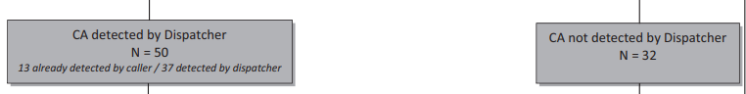 CA detected by Dispatcher
N = 50
13 already detected by caller / 37 detected by dispatcher
CA not detected by Dispatcher
N = 32